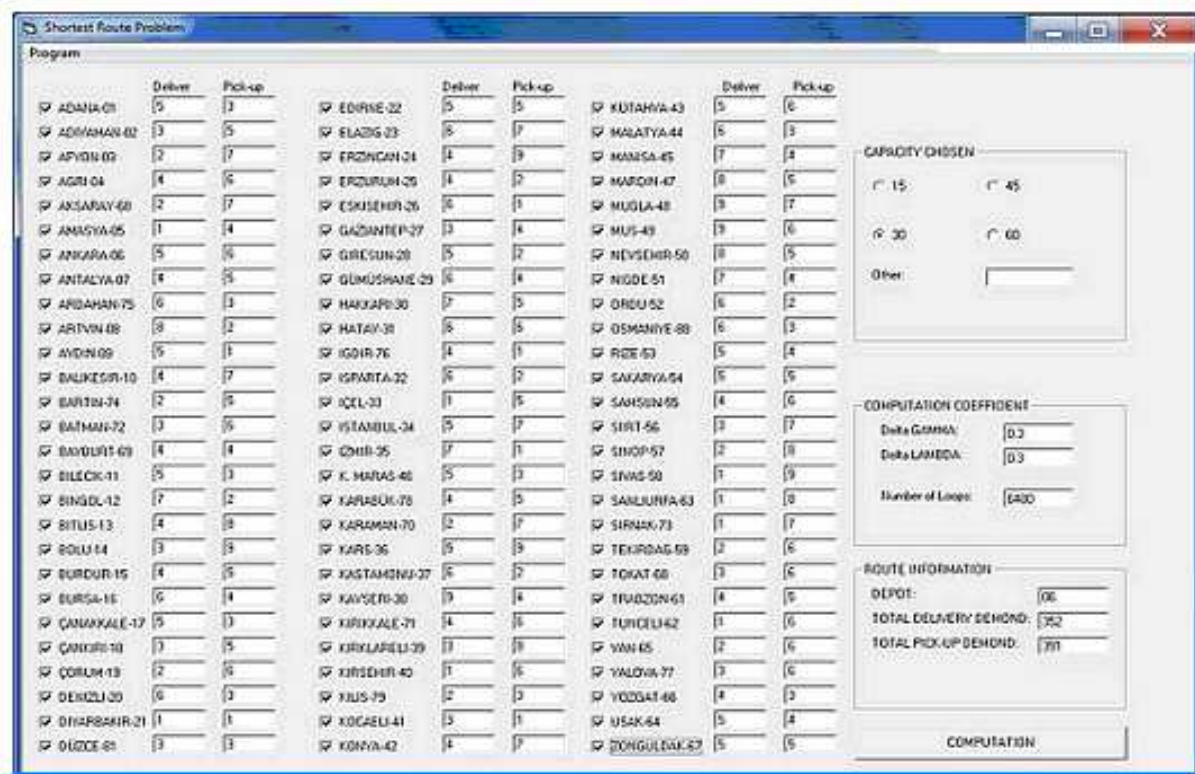 Shortest Route Problem
Program
Deliver Pick-up Deliver Pick-up Deliver Pick-up
ADANA-01 5 3 EDIRNE-22 5 5 KÜTAHYA-43 5 6
ADIYAMAN-02 3 5 ELAZIG-23 6 7 MALATYA-44 6 3
AFYON-03 2 7 ERZINCAN-24 4 9 MANISA-45 7 4
AGRI-04 4 6 ERZURUM-25 4 2 MARDIN-47 8 5
AKSARAY-68 2 7 ESKISEHIR-26 6 1 MUGLA-48 9 7
AMASYA-05 1 4 GAZIANTEP-27 3 4 MUS-49 9 6
ANKARA-06 5 6 GIRESUN-28 5 2 NEVSEHIR-50 8 5
ANTALYA-07 4 5 GÜMÜSHANE-29 6 4 NIGDE-51 7 4
ARDAHAN-75 6 3 HAKKARI-30 7 5 ORDU-52 6 2
ARTVIN-08 8 2 HATAY-31 OSMANIYE-80 6 3
AYDIN-09 5 1 IGDIR-76 4 1 RIZE-53 5 4
BALIKESIR-10 4 7 ISPARTA-32 6 2 SAKARYA-54 5 5
BARTIN-74 2 5 IÇEL-33 1 5 SAMSUN-55 4 6
BATMAN-72 3 6 ISTANBUL-34 5 7 SIIRT-56 3 7
BAYBURT-69 4 4 IZMIR-35 7 1 SINOP-57 2 8
BILECIK-11 5 3 K. MARAS-46 5 3 SIVAS-58 1 9
BINGOL-12 7 2 KARABÜK-78 4 5 SANLIURFA-63 1 8
BITLIS-13 4 8 KARAMAN-70 2 7 SIRNAK-73 1 7
BOLU-14 3 9 KARS-36 5 9 TEKIRDAG-59 2 6
BURDUR-15 4 5 KASTAMONU-37 6 2 TOKAT-60 3 6
BURSA-16 6 4 KAYSERI-38 9 4 TRABZON-61 4 5
ÇANAKKALE-17 5 3 KIRIKKALE-71 4 6 TUNCELI-62 1 6
ÇANKIRI-18 3 5 KIRKLARELI-39 3 8 VAN-65 2 6
ÇORUM-19 2 6 KIRSEHIR-40 1 6 YALOVA-77 3 6
DENIZLI-20 6 3 KILIS-79 2 3 YOZGAT-66 4 3
DIYARBAKIR-21 1 1 KOCAELI-41 3 1 USAK-64 5 4
DÜZCE-81 3 3 KONYA-42 4 7 ZONGULDAK-67 5 5
CAPACITY CHOSEN
15 45
30 60
Other:
COMPUTATION COEFFIDENT
Delta GAMMA: 0.3
Delta LAMBDA: 0.3
Number of Loops: 6400
ROUTE INFORMATION
DEPOT: 06
TOTAL DELIVERY DEMOND: 352
TOTAL PICK-UP DEMOND: 391
COMPUTATION